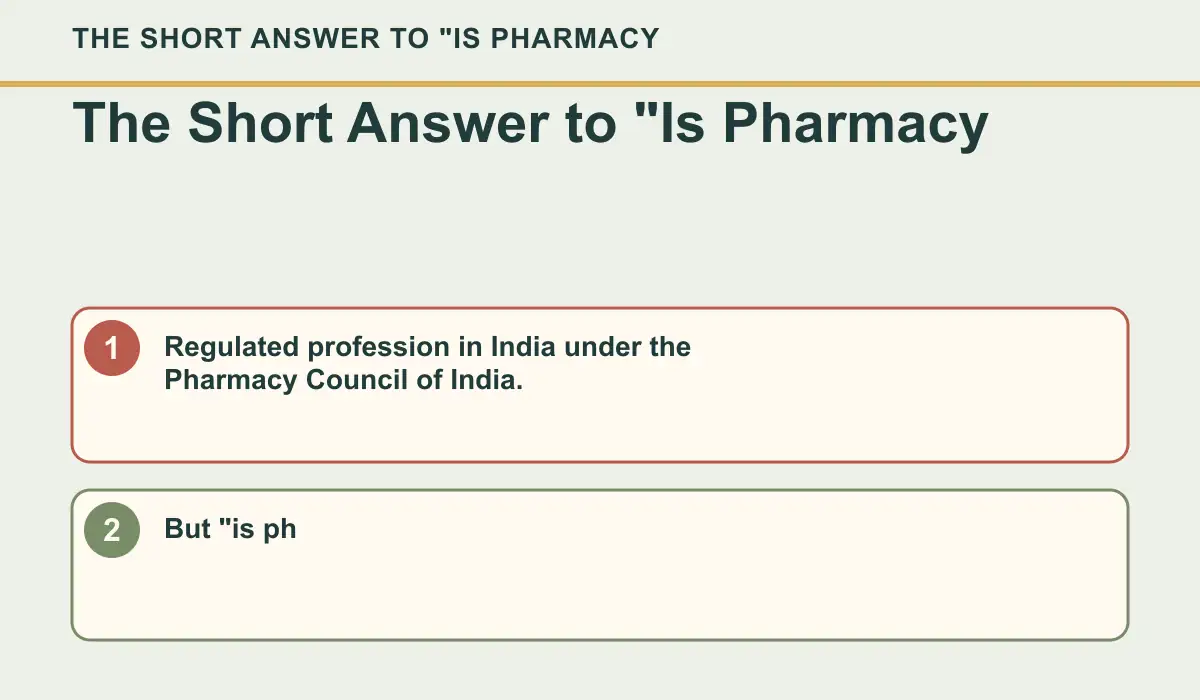 THE SHORT ANSWER TO "IS PHARMACY
The Short Answer to "Is Pharmacy
1
Regulated profession in India under the
Pharmacy Council of India.
2
But "is ph